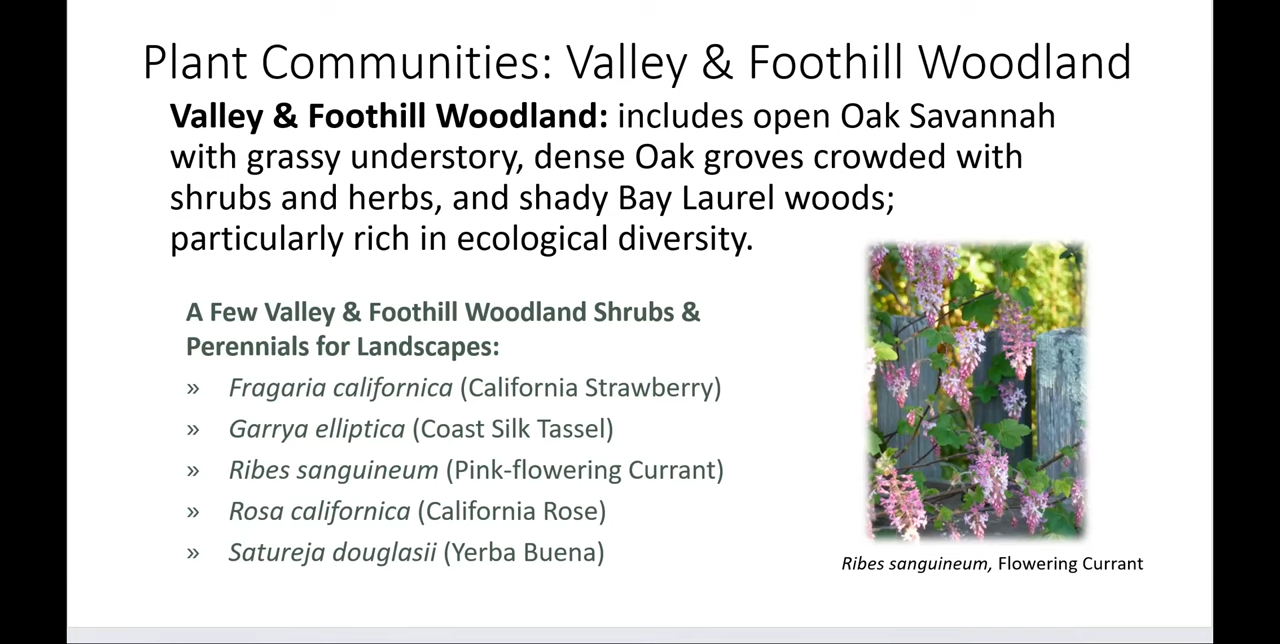 Plant Communities: Valley & Foothill Woodland
Valley & Foothill Woodland: includes open Oak Savannah
with grassy understory, dense Oak groves crowded with
shrubs and herbs, and shady Bay Laurel woods;
particularly rich in ecological diversity.
A Few Valley & Foothill Woodland Shrubs &
Perennials for Landscapes:
» Fragaria californica (California Strawberry)
» Garrya elliptica (Coast Silk Tassel)
» Ribes sanguineum (Pink-flowering Currant)
» Rosa californica (California Rose)
» Satureja douglasii (Yerba Buena)
Ribes sanguineum, Flowering Currant